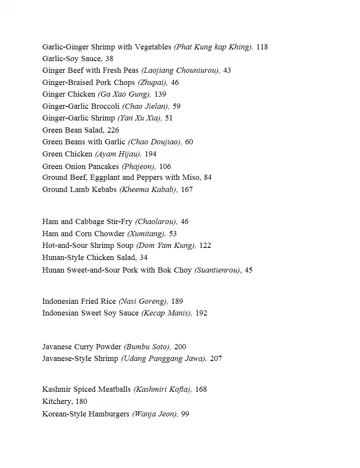 Garlic-Ginger Shrimp with Vegetables (Phat Kung kap Khing), 118
Garlic-Soy Sauce, 38
Ginger Beef with Fresh Peas (Laojiang Chouniurou), 43
Ginger-Braised Pork Chops (Zhupai), 46
Ginger Chicken (Ga Xao Gung), 139
Ginger-Garlic Broccoli (Chao Jielan), 59
Ginger-Garlic Shrimp (Yan Xu Xia), 51
Green Bean Salad, 226
Green Beans with Garlic (Chao Doujiao), 60
Green Chicken (Ayam Hijau), 194
Green Onion Pancakes (Phajeon), 106
Ground Beef, Eggplant and Peppers with Miso, 84
Ground Lamb Kebabs (Kheema Kabab), 167
Ham and Cabbage Stir-Fry (Chaolarou), 46
Ham and Corn Chowder (Xumitang), 53
Hot-and-Sour Shrimp Soup (Dom Yam Kung), 122
Hunan-Style Chicken Salad, 34
Hunan Sweet-and-Sour Pork with Bok Choy (Suantienrou), 45
Indonesian Fried Rice (Nasi Goreng), 189
Indonesian Sweet Soy Sauce (Kecap Manis), 192
Javanese Curry Powder (Bumbu Soto), 200
Javanese-Style Shrimp (Udang Panggang Jawa), 207
Kashmir Spiced Meatballs (Kashmiri Kofta), 168
Kitchery, 180
Korean-Style Hamburgers (Wanja Jeon), 99